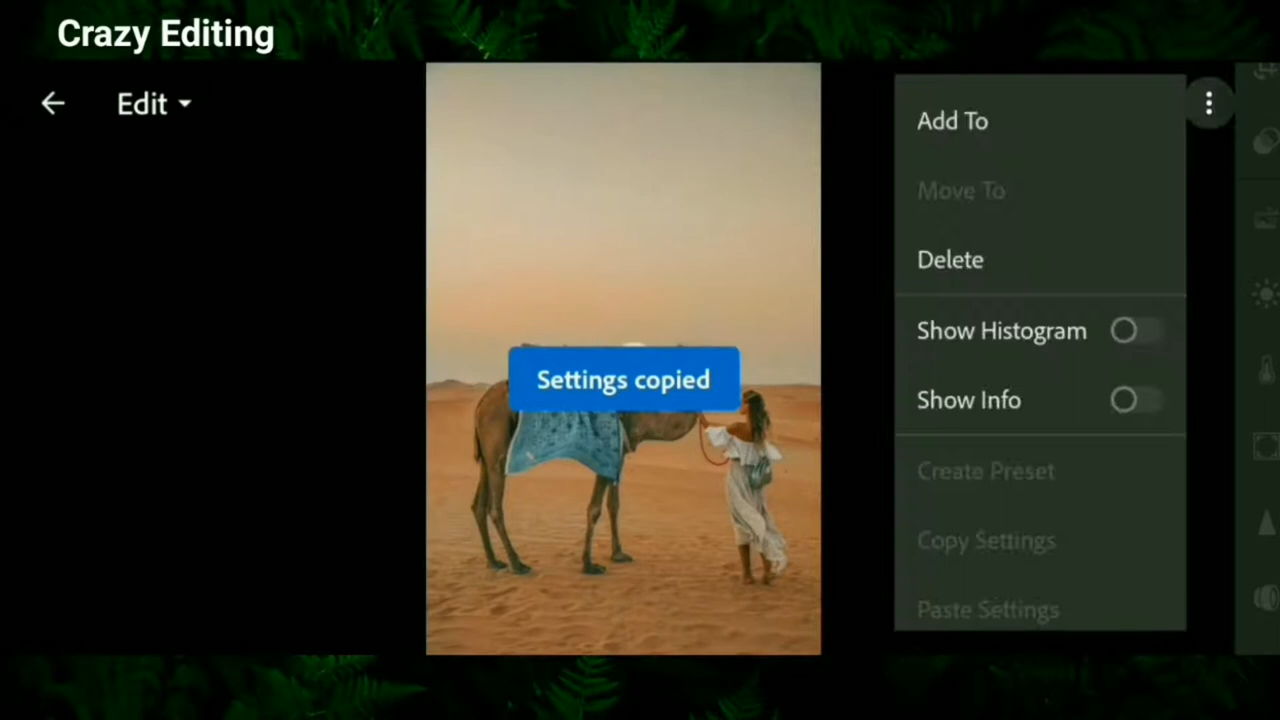 Crazy Editing
Edit
Add To
Move To
Delete
Show Histogram
Show Info
Settings copied
Create Preset
Copy Settings
Paste Settings